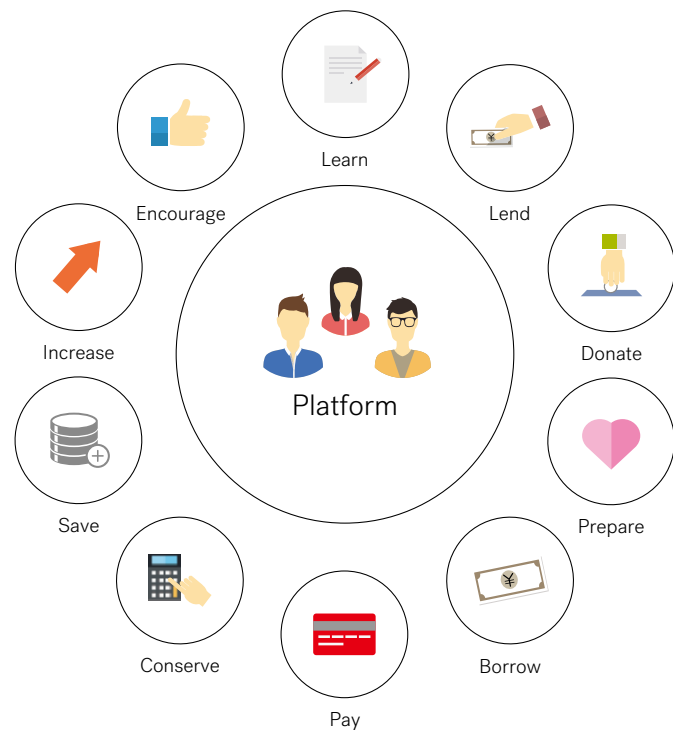 Learn
Encourage
Lend
Increase
Donate
Platform
Save
Prepare
Conserve
Borrow
Pay
¥
¥